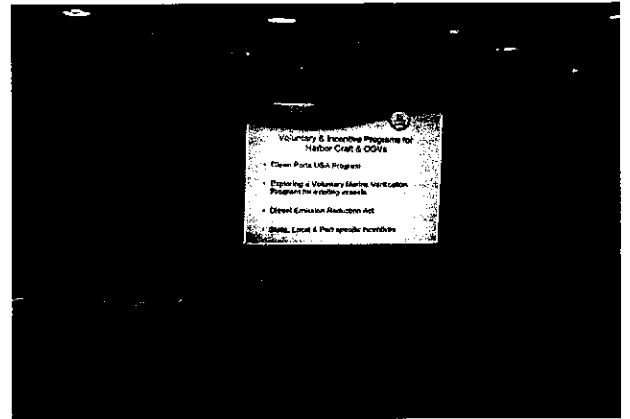 Voluntary & Incentive Programs for
Harbor Craft & OGVs
• Clean Ports USA Program
• Exploring a Voluntary Marine Verification
Program for existing vessels
• Diesel Emission Reduction Act
• State, Local & Port specific incentives